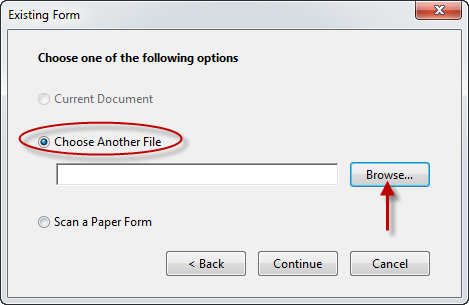 Existing Form
Choose one of the following options
Current Document
Choose Another File
Browse...
Scan a Paper Form
< Back Continue Cancel